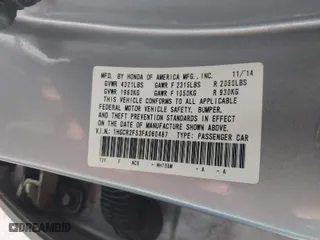 MFD. BY HONDA OF AMERICA MFG.,INC. 11/14
GVWR 4321LBS GAWR F 2315LBS R 2050LBS
GVWR 1960KG GAWR F 1050KG R 930KG
THIS VEHICLE CONFORMS TO ALL APPLICABLE
FEDERAL MOTOR VEHICLE SAFETY, BUMPER,
AND THEFT PREVENTION STANDARDS IN EFFECT
ON THE DATE OF MANUFACTURE SHOWN ABOVE.
V.I.N: 1HGCR2F53FA060487 TYPE: PASSENGER CAR